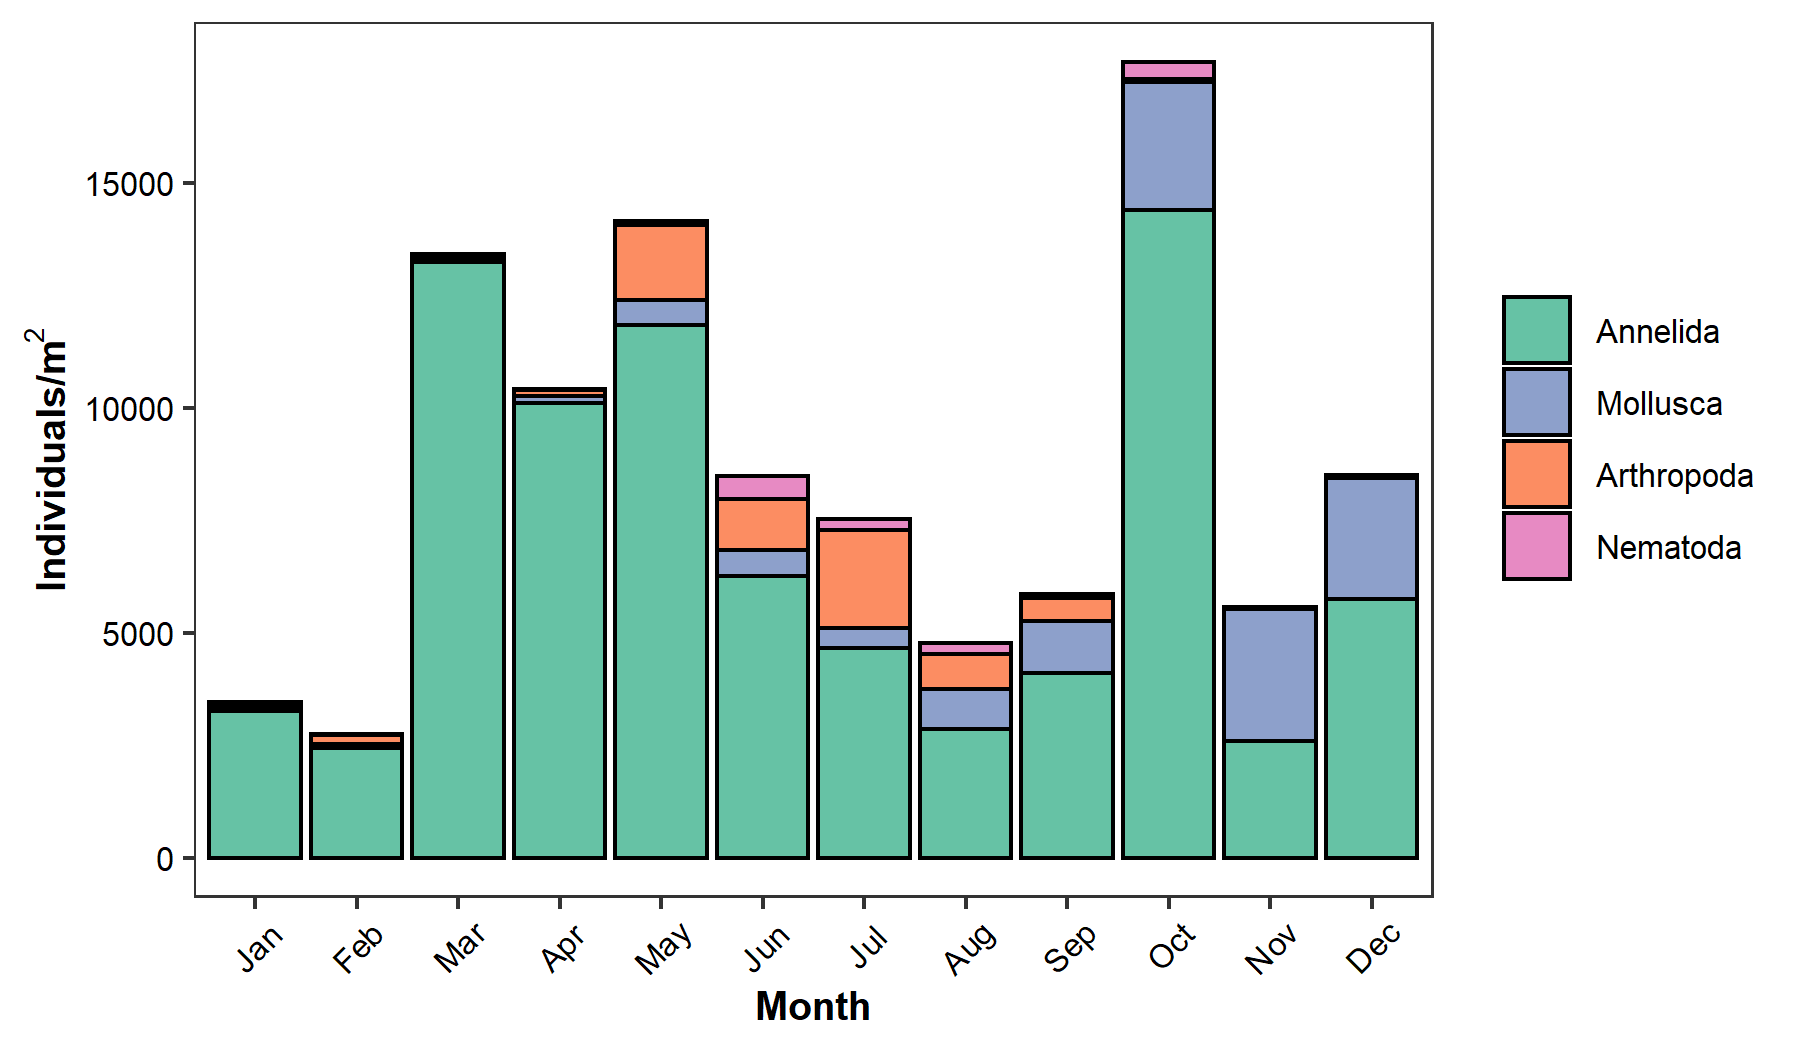 Individuals/m²
15000
10000
5000
0
Jan Feb Mar Apr May Jun Jul Aug Sep Oct Nov Dec
Month
Annelida
Mollusca
Arthropoda
Nematoda